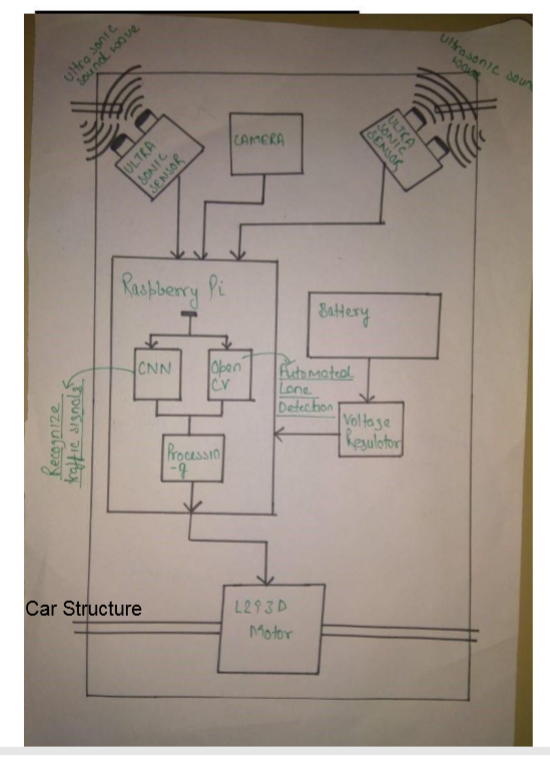 Ultrasonic
sound wave
Ultrasonic sound
wave
ULTRA
SONIC
SENSOR
CAMERA
ULTRA
SONIC
SENSOR
Raspberry Pi
CNN
Open
CV
Recognize
traffic signals
Automated
Lane
Detection
Processin
-g
Battery
Voltage
Regulator
Car Structure
L293D
Motor